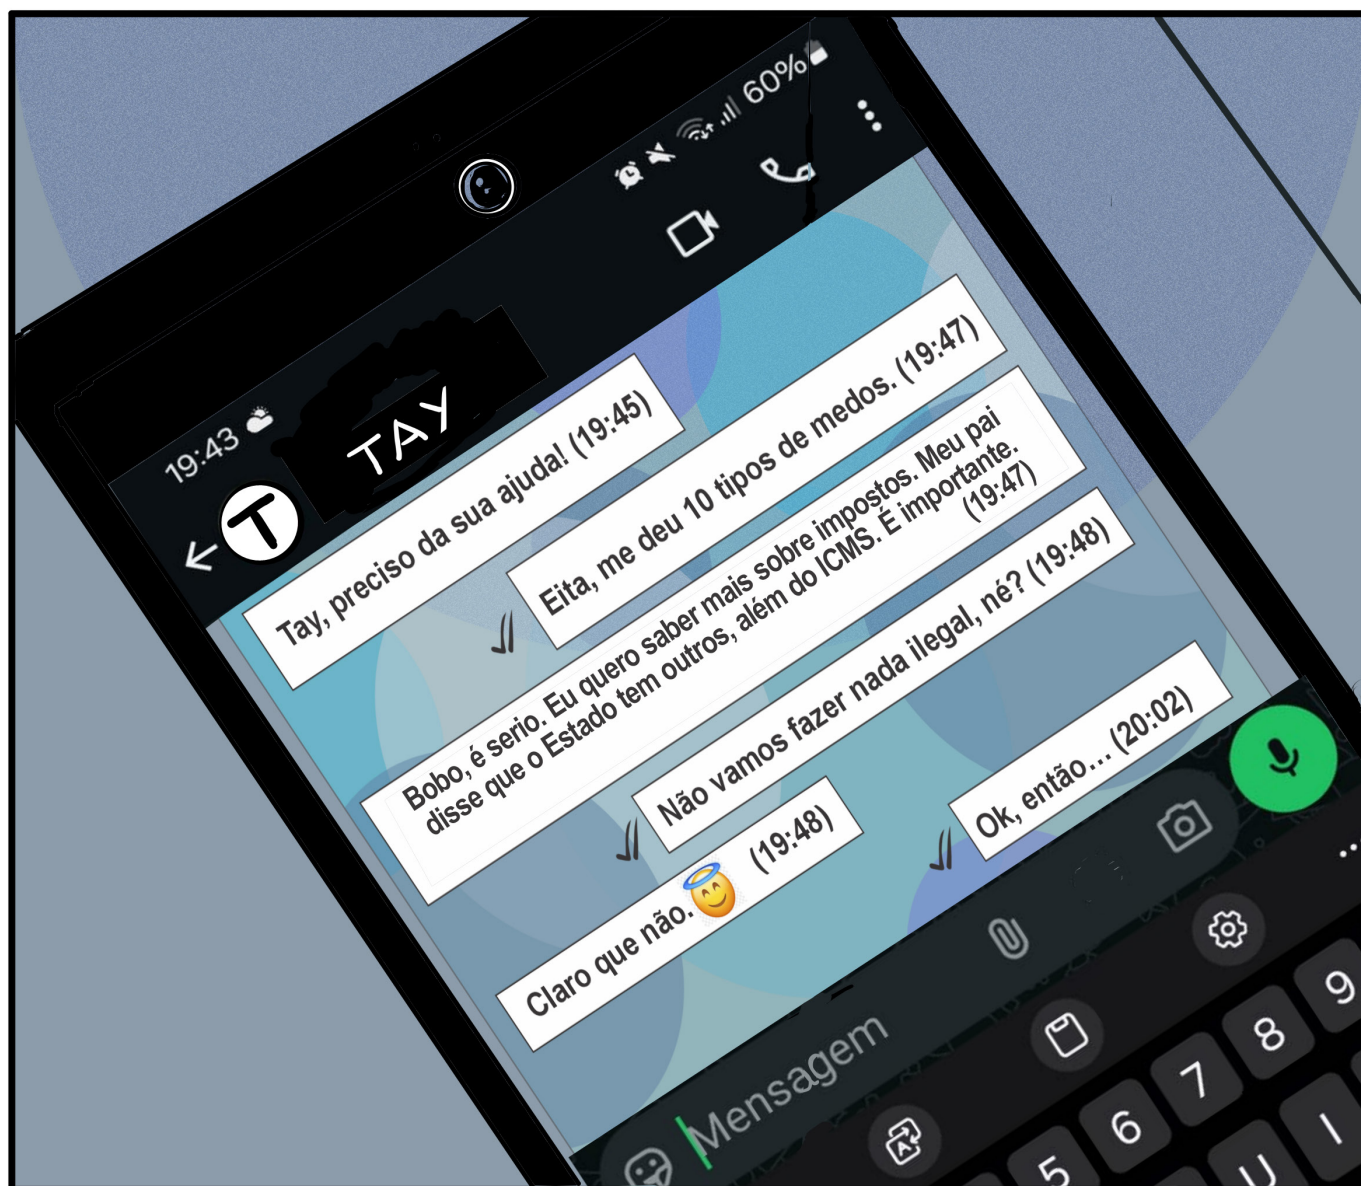 60%
19:43
T
TAY
Tay, preciso da sua ajuda! (19:45)
Eita, me deu 10 tipos de medos. (19:47)
Bobo, é serio. Eu quero saber mais sobre impostos. Meu pai
disse que o Estado tem outros, além do ICMS. É importante.
(19:47)
Não vamos fazer nada ilegal, né? (19:48)
Claro que não.😇 (19:48)
Ok, então... (20:02)
Mensagem
A
5 6 7 8 9
U I